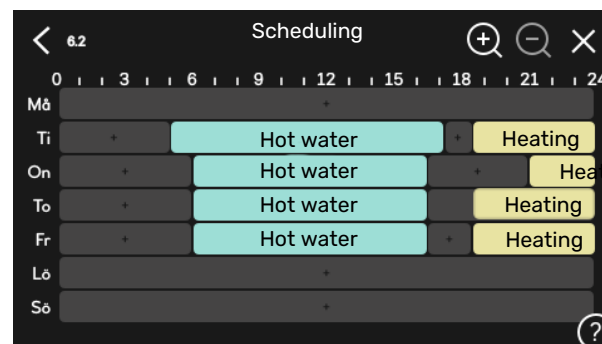 6.2 Scheduling
0 3 6 9 12 15 18 21 24
Må
Ti Hot water Heating
On Hot water Hea
To Hot water Heating
Fr Hot water Heating
Lö
Sö
?